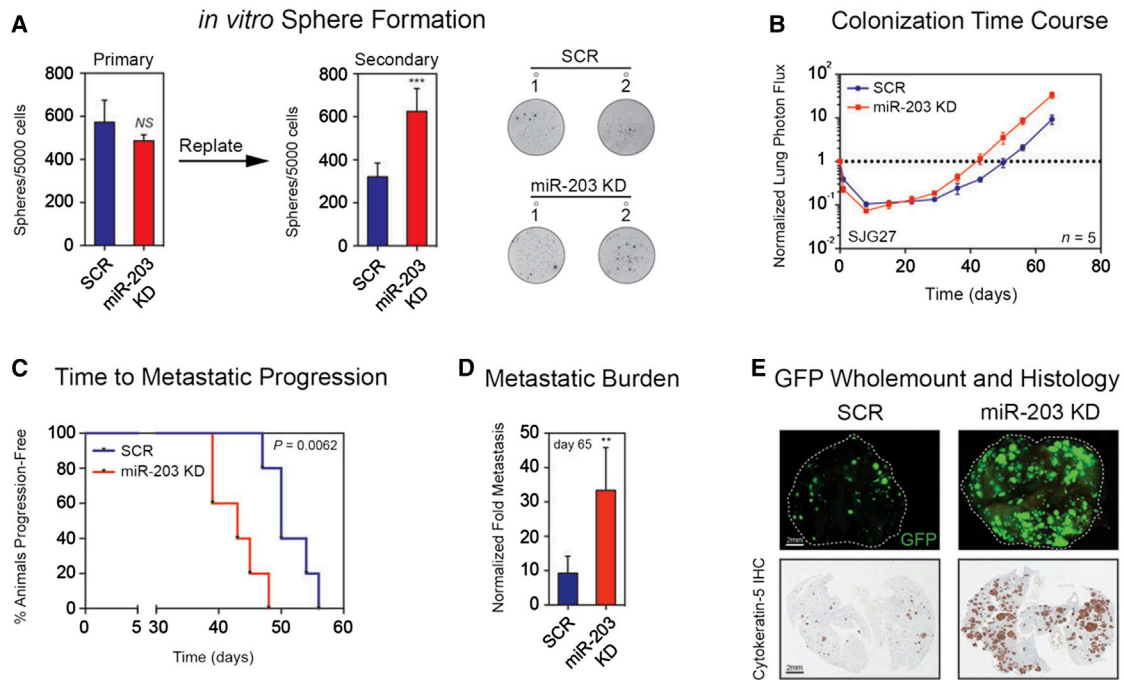 A
in vitro Sphere Formation
Primary
Secondary
800
600
400
200
0
Spheres/5000 cells
NS
SCR
miR-203
KD
Replate
800
600
400
200
0
Spheres/5000 cells
***
SCR
miR-203
KD
SCR
1 2
miR-203 KD
1 2
B
Colonization Time Course
Normalized Lung Photon Flux
10²
10
1
10⁻¹
10⁻²
SCR
miR-203 KD
SJG27
n = 5
0 20 40 60 80
Time (days)
C
Time to Metastatic Progression
% Animals Progression-Free
100
80
60
40
20
0
SCR
miR-203 KD
P = 0.0062
0 5 30 40 50 60
Time (days)
D
Metastatic Burden
Normalized Fold Metastasis
50
40
30
20
10
0
day 65
**
SCR
miR-203
KD
E
GFP Wholemount and Histology
SCR
miR-203 KD
2mm
GFP
2mm
Cytokeratin-5 IHC
2mm
2mm